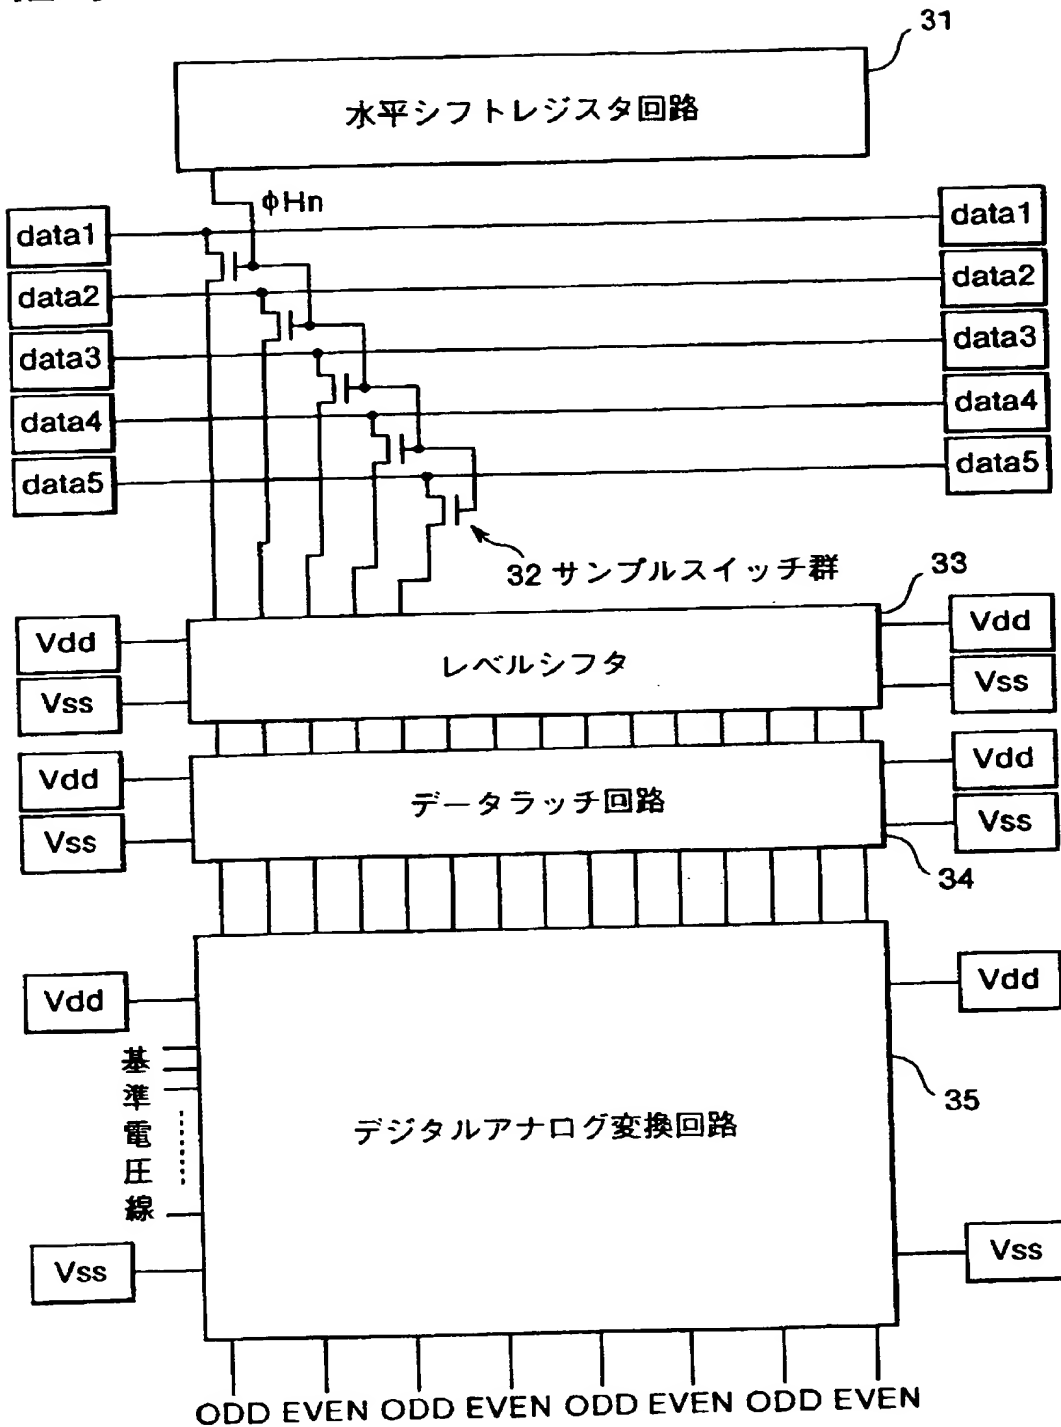 31
水平シフトレジスタ回路
φHn
data1
data1
data2
data2
data3
data3
data4
data4
data5
data5
32 サンプルスイッチ群
33
Vdd
レベルシフタ
Vdd
Vss
Vss
Vdd
データラッチ回路
Vdd
Vss
Vss
34
Vdd
Vdd
基準電圧線
デジタルアナログ変換回路
35
Vss
Vss
ODD EVEN ODD EVEN ODD EVEN ODD EVEN